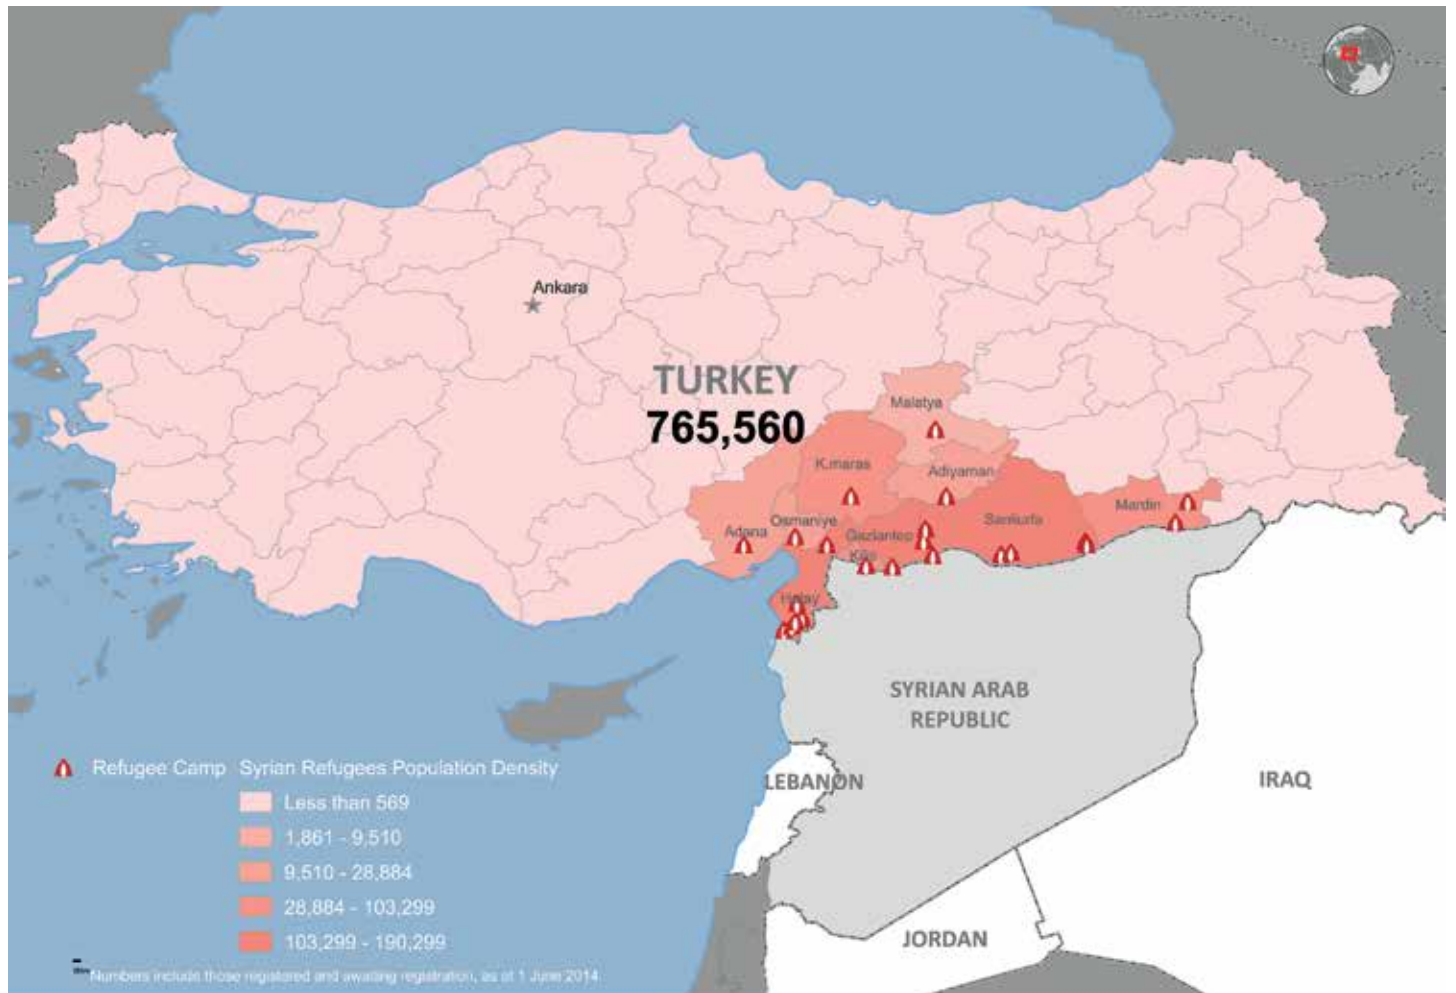 Ankara
TURKEY
765,560
Malatya
K.maras
Adiyaman
Mardin
Osmaniye
Sanliurfa
Adana
Gaziantep
Kilis
Hatay
SYRIAN ARAB
REPUBLIC
LEBANON
IRAQ
JORDAN
Refugee Camp
Syrian Refugees Population Density
Less than 569
1,861 - 9,510
9,510 - 28,884
28,884 - 103,299
103,299 - 190,299
Numbers include those registered and awaiting registration, as at 1 June 2014.